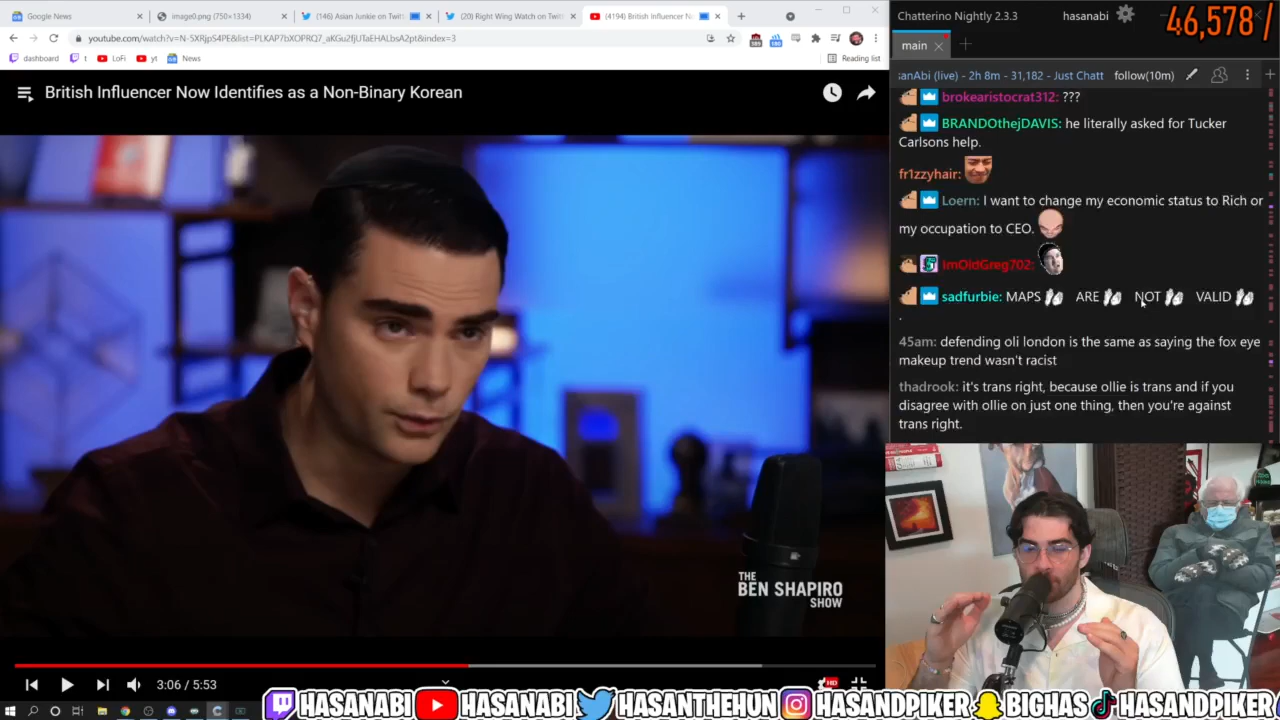 Google News
image0.png (750×1334)
(146) Asian Junkie on Twitt
(20) Right Wing Watch on Twitt
(4194) British Influencer N
youtube.com/watch?v=N-5XRjpS4PE&list=PLKAP7bXOPRQ7_aKGu2fjUTaEHALbsA2pt&index=3
dashboard
t
LoFi
yt
News
Reading list
British Influencer Now Identifies as a Non-Binary Korean
THE
BEN SHAPIRO
SHOW
3:06 / 5:53
HD
Chatterino Nightly 2.3.3
hasanabi
46,578 /
main
anAbi (live) - 2h 8m - 31,182 - Just Chatt
follow(10m)
brokearistocrat312: ???
BRANDOthejDAVIS: he literally asked for Tucker
Carlsons help.
fr1zzyhair:
Loern: I want to change my economic status to Rich or
my occupation to CEO.
ImOldGreg702:
sadfurbie: MAPS ARE NOT VALID
.
45am: defending oli london is the same as saying the fox eye
makeup trend wasn't racist
thadrook: it's trans right, because ollie is trans and if you
disagree with ollie on just one thing, then you're against
trans right.
HASANABI HASANABI HASANTHEHUN HASANDPIKER BIGHAS HASANDPIKER